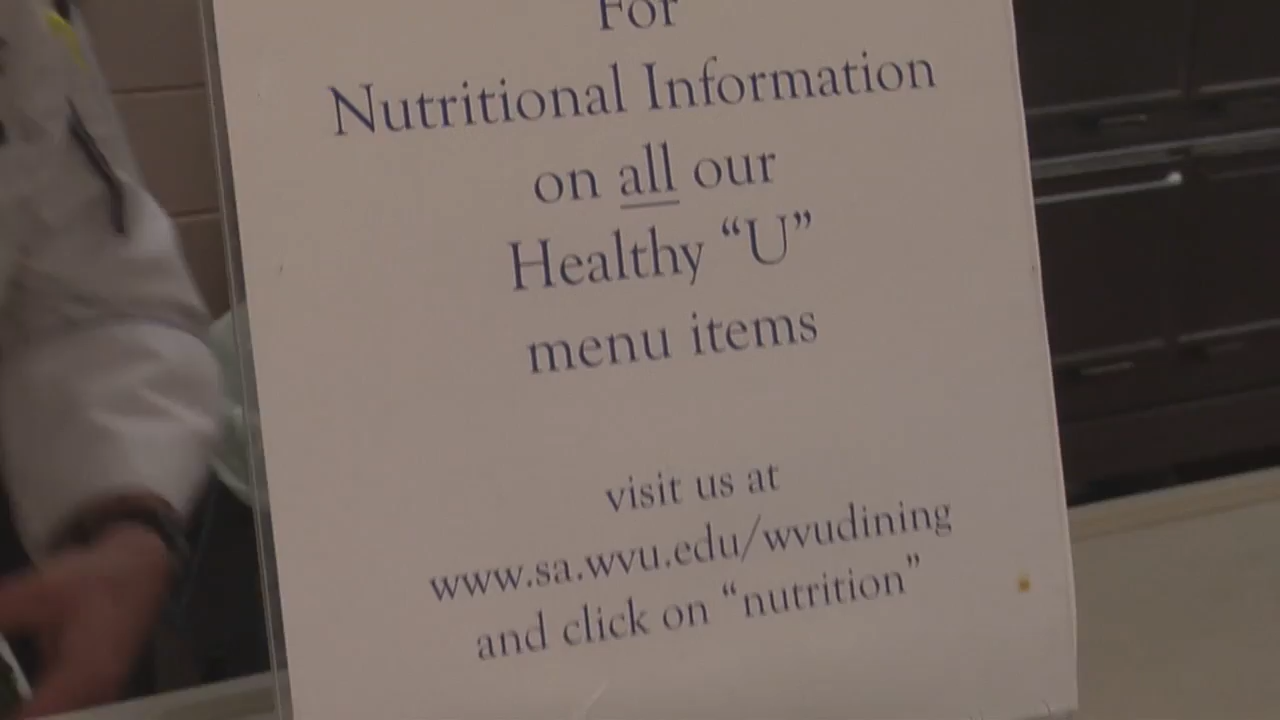 For
Nutritional Information
on all our
Healthy “U”
menu items
visit us at
www.sa.wvu.edu/wvudining
and click on “nutrition”